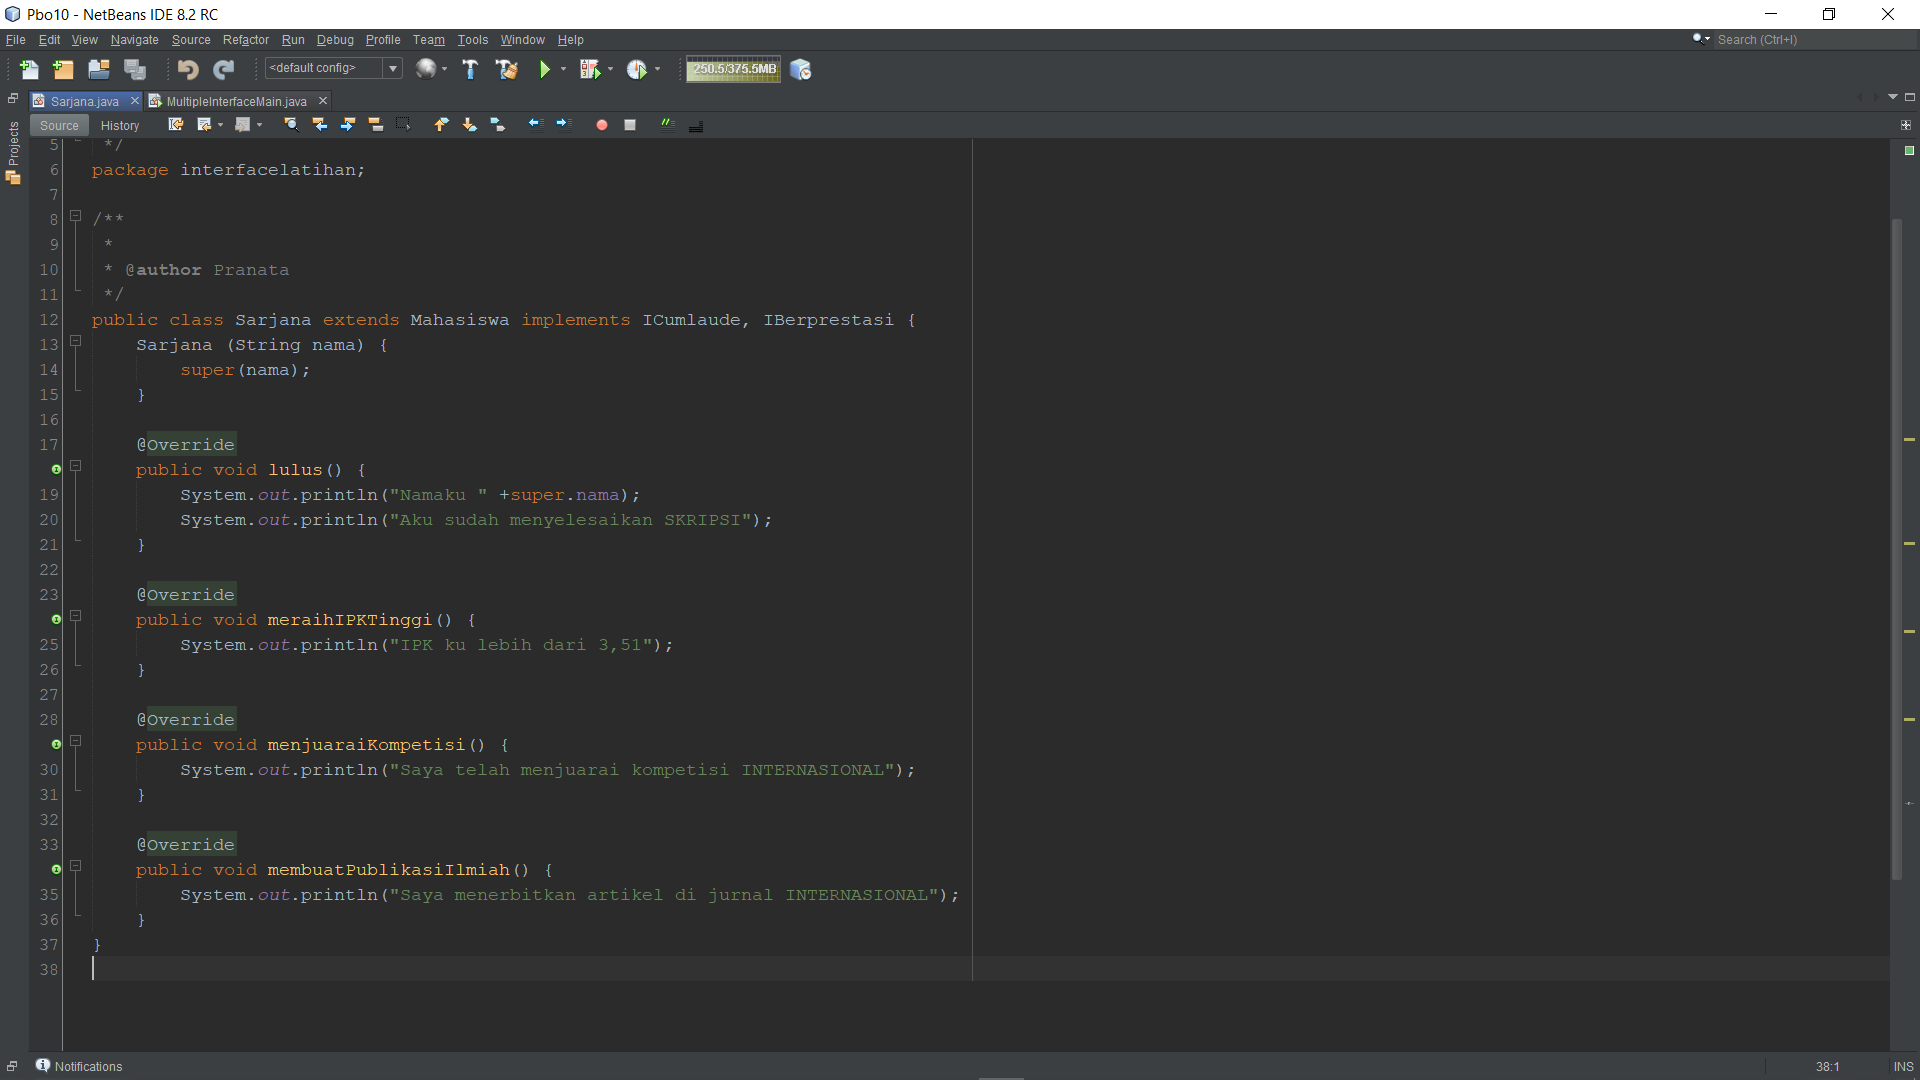 Pbo10 - NetBeans IDE 8.2 RC
File Edit View Navigate Source Refactor Run Debug Profile Team Tools Window Help
Search (Ctrl+I)
<default config>
250.5/375.5MB
Sarjana.java
MultipleInterfaceMain.java
Source History
Projects
5 */
6 package interfacelatihan;
7
8 /**
9 *
10 * @author Pranata
11 */
12 public class Sarjana extends Mahasiswa implements ICumlaude, IBerprestasi {
13 Sarjana (String nama) {
14 super(nama);
15 }
16
17 @Override
public void lulus() {
19 System.out.println("Namaku " +super.nama);
20 System.out.println("Aku sudah menyelesaikan SKRIPSI");
21 }
22
23 @Override
public void meraihIPKTinggi() {
25 System.out.println("IPK ku lebih dari 3,51");
26 }
27
28 @Override
public void menjuaraiKompetisi() {
30 System.out.println("Saya telah menjuarai kompetisi INTERNASIONAL");
31 }
32
33 @Override
public void membuatPublikasiIlmiah() {
35 System.out.println("Saya menerbitkan artikel di jurnal INTERNASIONAL");
36 }
37 }
38
Notifications
38:1
INS